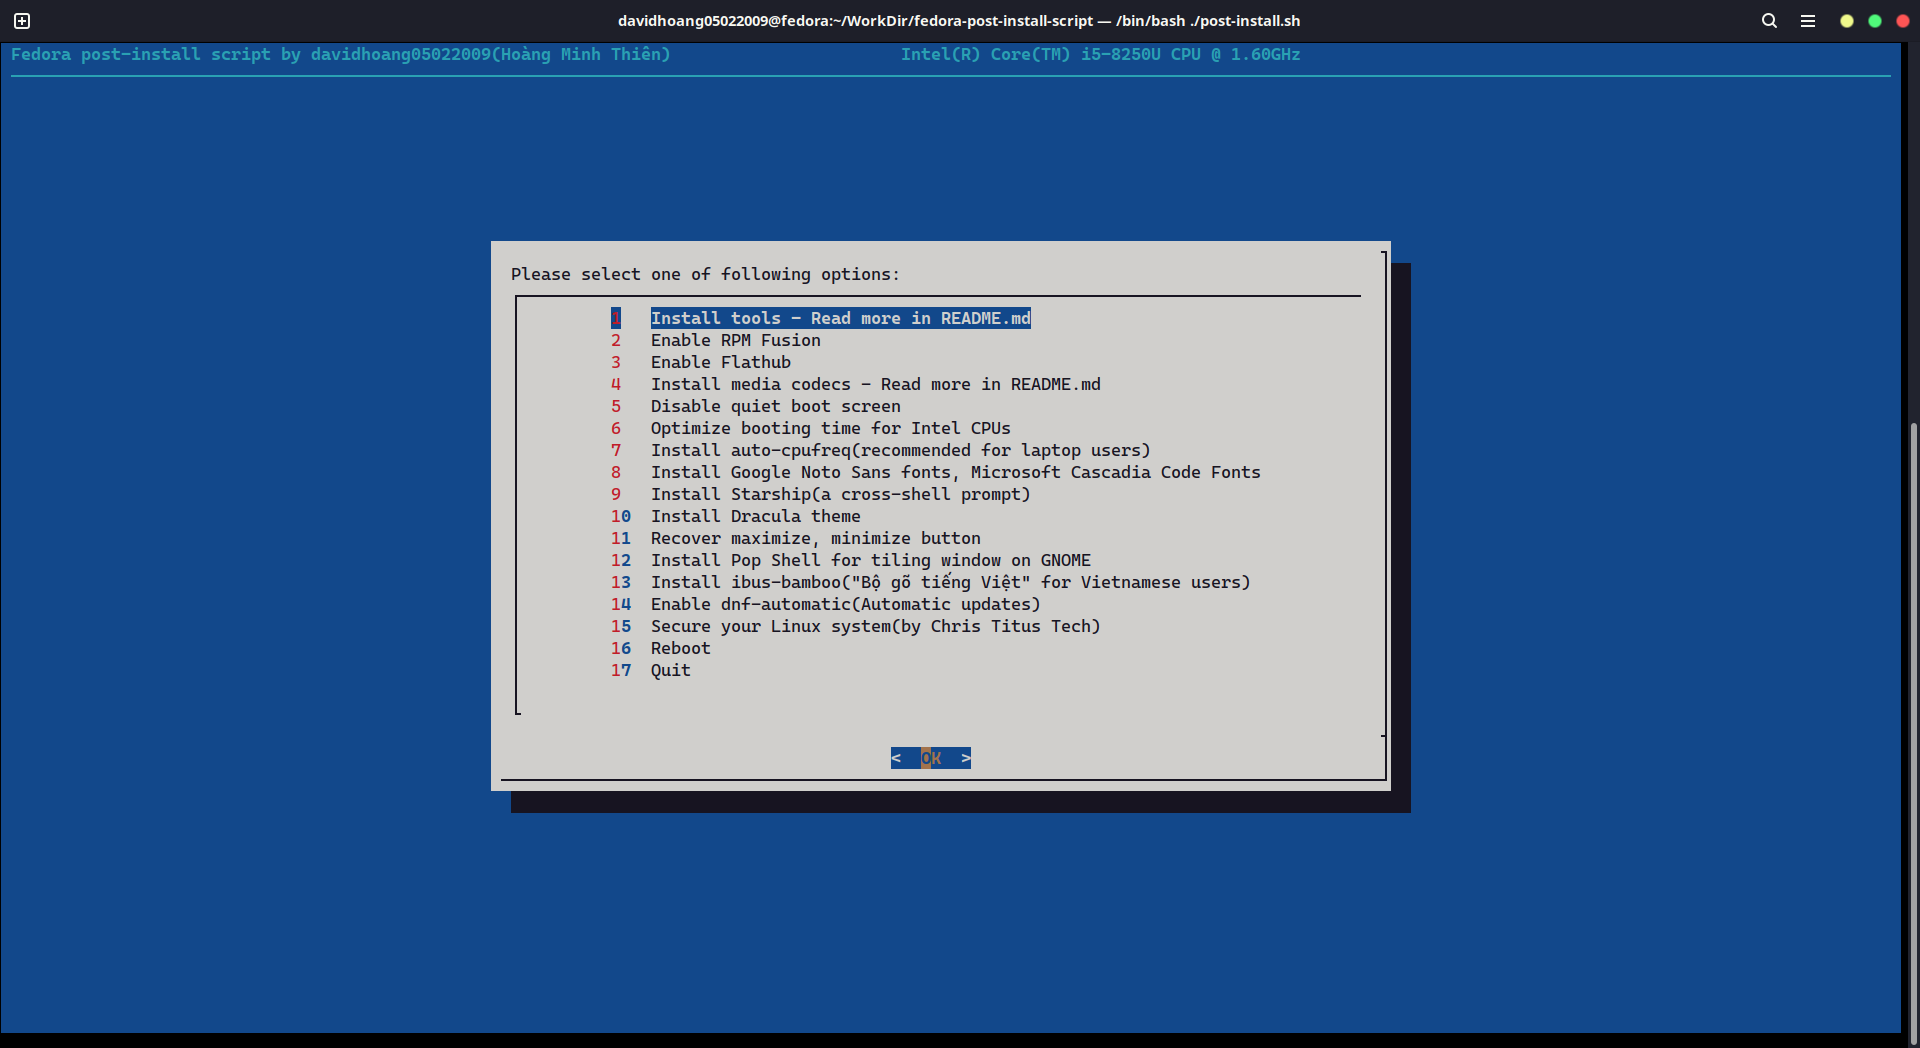 davidhoang05022009@fedora:~/WorkDir/fedora-post-install-script — /bin/bash ./post-install.sh
Fedora post-install script by davidhoang05022009(Hoàng Minh Thiên) Intel(R) Core(TM) i5-8250U CPU @ 1.60GHz
Please select one of following options:
1 Install tools - Read more in README.md
2 Enable RPM Fusion
3 Enable Flathub
4 Install media codecs - Read more in README.md
5 Disable quiet boot screen
6 Optimize booting time for Intel CPUs
7 Install auto-cpufreq(recommended for laptop users)
8 Install Google Noto Sans fonts, Microsoft Cascadia Code Fonts
9 Install Starship(a cross-shell prompt)
10 Install Dracula theme
11 Recover maximize, minimize button
12 Install Pop Shell for tiling window on GNOME
13 Install ibus-bamboo("Bộ gõ tiếng Việt" for Vietnamese users)
14 Enable dnf-automatic(Automatic updates)
15 Secure your Linux system(by Chris Titus Tech)
16 Reboot
17 Quit
< OK >